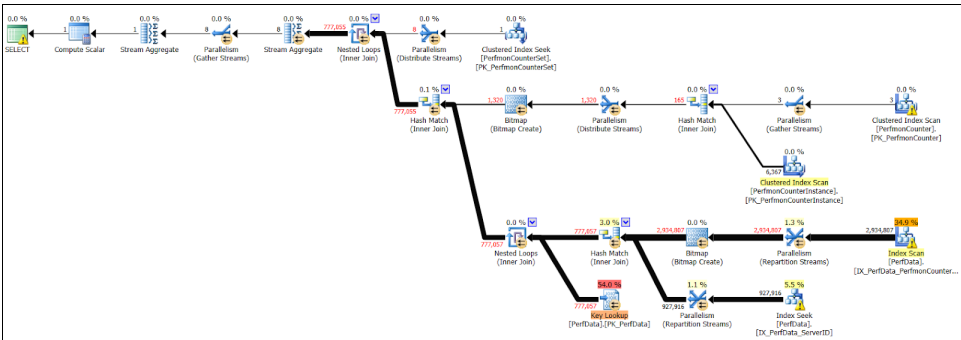 0.0 %
SELECT
1
0.0 %
Compute Scalar
1
0.0 %
Stream Aggregate
1
0.0 %
Parallelism
(Gather Streams)
8
0.0 %
Stream Aggregate
777,055
0.0 %
Nested Loops
(Inner Join)
8
0.0 %
Parallelism
(Distribute Streams)
1
0.0 %
Clustered Index Seek
[PerfmonCounterSet].
[PK_PerfmonCounterSet]
777,055
0.1 %
Hash Match
(Inner Join)
1,320
0.0 %
Bitmap
(Bitmap Create)
1,320
0.0 %
Parallelism
(Distribute Streams)
165
0.0 %
Hash Match
(Inner Join)
3
0.0 %
Parallelism
(Gather Streams)
3
0.0 %
Clustered Index Scan
[PerfmonCounter].
[PK_PerfmonCounter]
0.0 %
6,367
Clustered Index Scan
[PerfmonCounterInstance].
[PK_PerfmonCounterInstance]
777,057
0.0 %
Nested Loops
(Inner Join)
777,057
3.0 %
Hash Match
(Inner Join)
2,934,807
0.0 %
Bitmap
(Bitmap Create)
2,934,807
1.3 %
Parallelism
(Repartition Streams)
2,934,807
34.9 %
Index Scan
[PerfData].
[IX_PerfData_PerfmonCounter...
54.0 %
777,057
Key Lookup
[PerfData].[PK_PerfData]
1.1 %
927,916
Parallelism
(Repartition Streams)
927,916
5.5 %
Index Seek
[PerfData].
[IX_PerfData_ServerID]